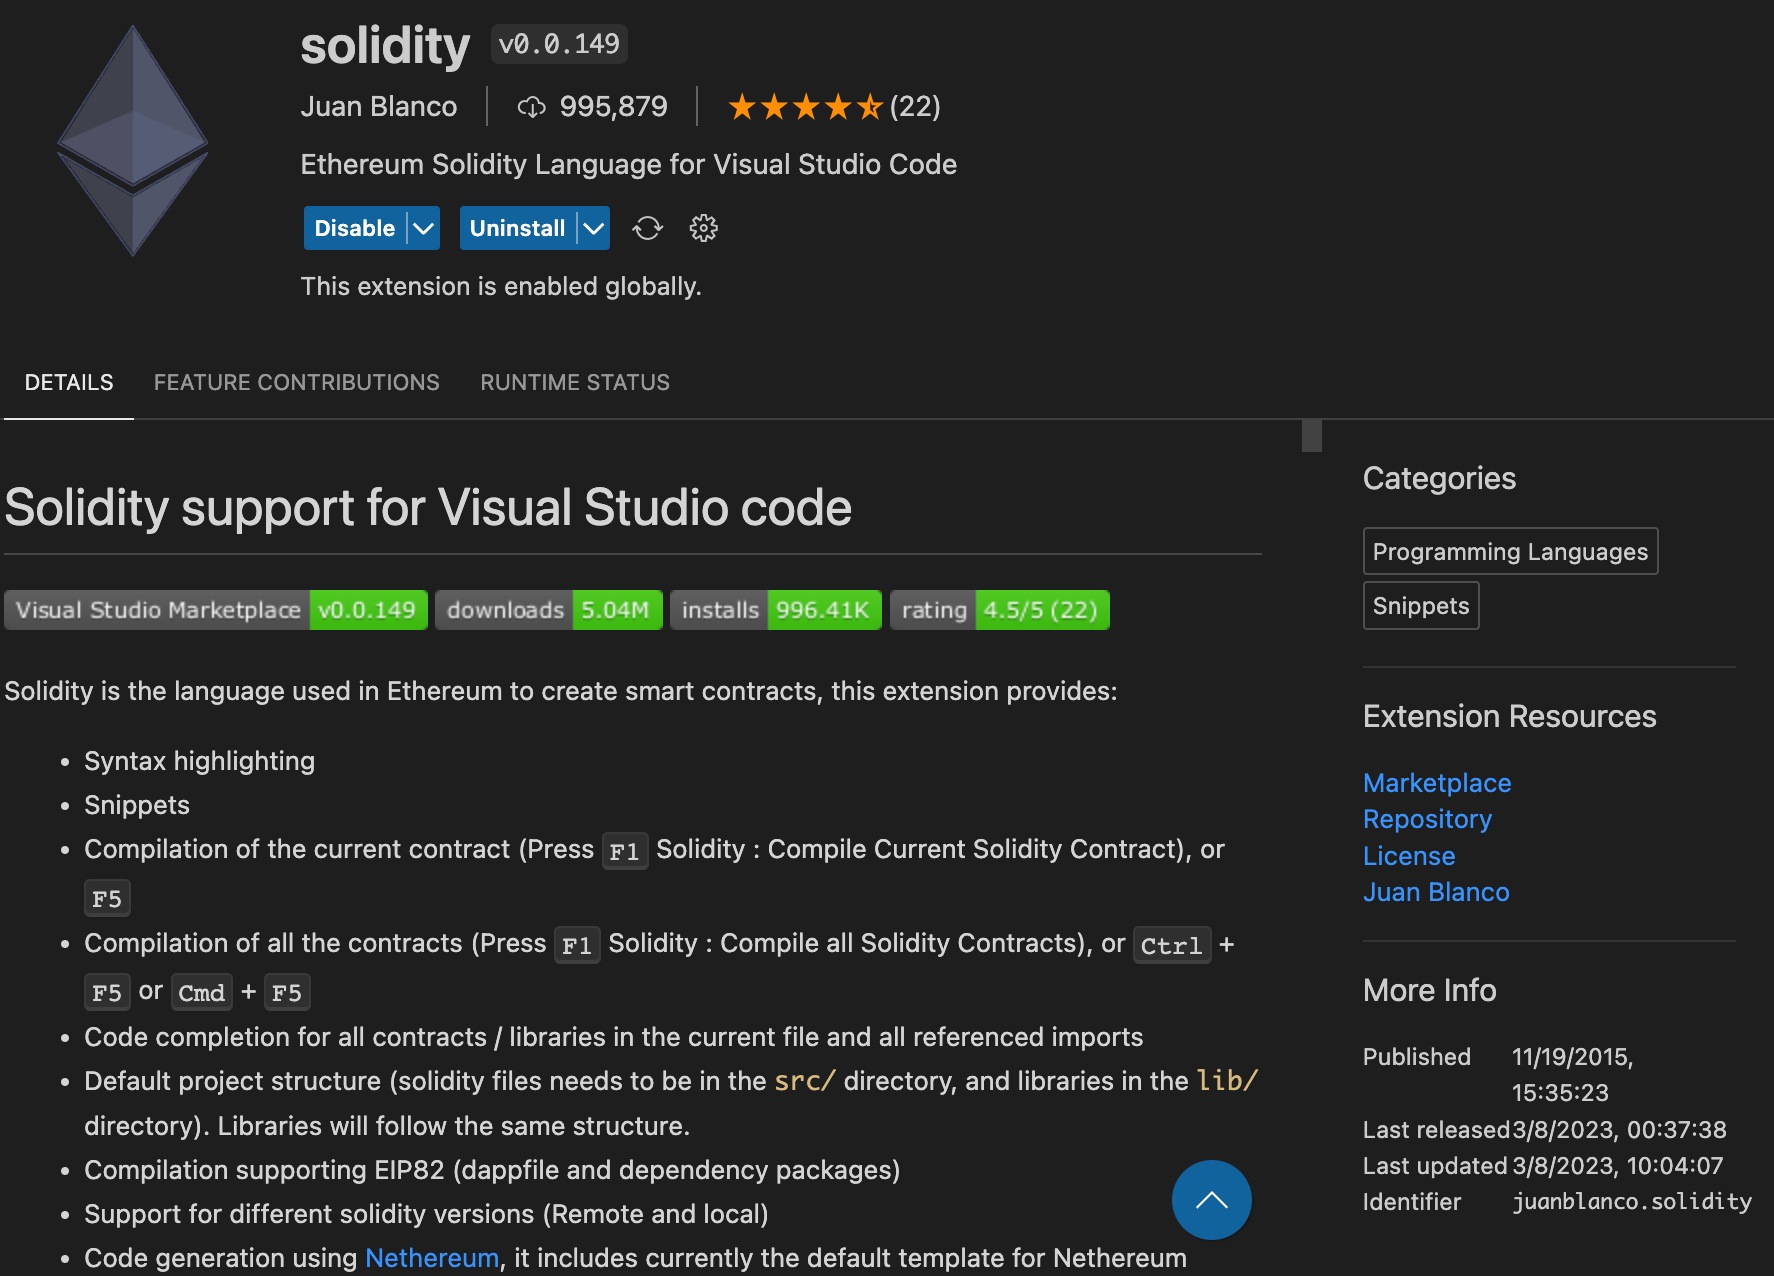 solidity v0.0.149
Juan Blanco 995,879 (22)
Ethereum Solidity Language for Visual Studio Code
Disable Uninstall
This extension is enabled globally.
DETAILS FEATURE CONTRIBUTIONS RUNTIME STATUS
Solidity support for Visual Studio code
Visual Studio Marketplace v0.0.149 downloads 5.04M installs 996.41K rating 4.5/5 (22)
Solidity is the language used in Ethereum to create smart contracts, this extension provides:
• Syntax highlighting
• Snippets
• Compilation of the current contract (Press F1 Solidity : Compile Current Solidity Contract), or
F5
• Compilation of all the contracts (Press F1 Solidity : Compile all Solidity Contracts), or Ctrl +
F5 or Cmd + F5
• Code completion for all contracts / libraries in the current file and all referenced imports
• Default project structure (solidity files needs to be in the src/ directory, and libraries in the lib/
directory). Libraries will follow the same structure.
• Compilation supporting EIP82 (dappfile and dependency packages)
• Support for different solidity versions (Remote and local)
• Code generation using Nethereum, it includes currently the default template for Nethereum
Categories
Programming Languages
Snippets
Extension Resources
Marketplace
Repository
License
Juan Blanco
More Info
Published 11/19/2015,
15:35:23
Last released 3/8/2023, 00:37:38
Last updated 3/8/2023, 10:04:07
Identifier juanblanco.solidity